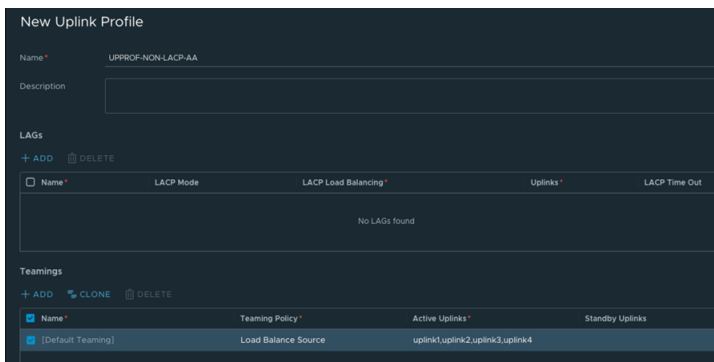 New Uplink Profile
Name* UPPROF-NON-LACP-AA
Description
LAGs
+ ADD DELETE
Name* LACP Mode LACP Load Balancing* Uplinks* LACP Time Out
No LAGs found
Teamings
+ ADD CLONE DELETE
Name* Teaming Policy* Active Uplinks* Standby Uplinks
[Default Teaming] Load Balance Source uplink1,uplink2,uplink3,uplink4